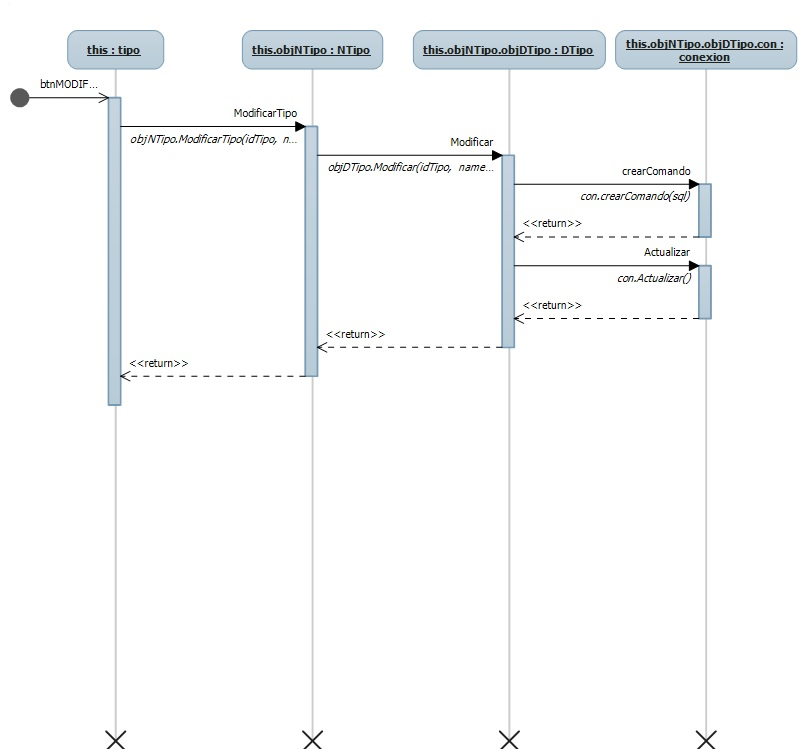 this : tipo
this.objNTipo : NTipo
this.objNTipo.objDTipo : DTipo
this.objNTipo.objDTipo.con :
conexion
btnMODIF...
ModificarTipo
objNTipo.ModificarTipo(idTipo, n...
Modificar
objDTipo.Modificar(idTipo, name...
crearComando
con.crearComando(sql)
<<return>>
Actualizar
con.Actualizar()
<<return>>
<<return>>
<<return>>